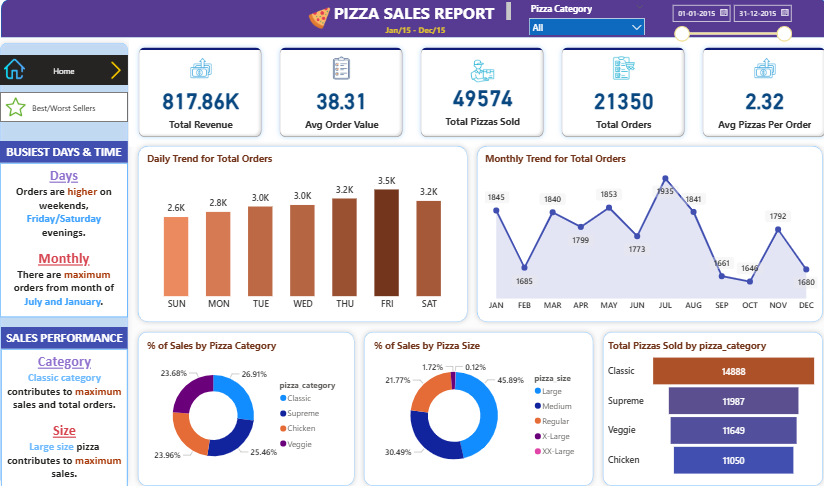 PIZZA SALES REPORT
Jan/15 - Dec/15
Pizza Category
All
01-01-2015
31-12-2015
Home
Best/Worst Sellers
BUSIEST DAYS & TIME
Days
Orders are higher on
weekends,
Friday/Saturday
evenings.
Monthly
There are maximum
orders from month of
July and January.
SALES PERFORMANCE
Category
Classic category
contributes to maximum
sales and total orders.
Size
Large size pizza
contributes to maximum
sales.
817.86K
Total Revenue
38.31
Avg Order Value
49574
Total Pizzas Sold
21350
Total Orders
2.32
Avg Pizzas Per Order
Daily Trend for Total Orders
2.6K
2.8K
3.0K
3.0K
3.2K
3.5K
3.2K
SUN
MON
TUE
WED
THU
FRI
SAT
Monthly Trend for Total Orders
1845
1685
1840
1799
1853
1773
1935
1841
1661
1646
1792
1680
JAN
FEB
MAR
APR
MAY
JUN
JUL
AUG
SEP
OCT
NOV
DEC
% of Sales by Pizza Category
23.68%
26.91%
23.96%
25.46%
pizza_category
Classic
Supreme
Chicken
Veggie
% of Sales by Pizza Size
1.72%
0.12%
21.77%
45.89%
30.49%
pizza_size
Large
Medium
Regular
X-Large
XX-Large
Total Pizzas Sold by pizza_category
Classic
14888
Supreme
11987
Veggie
11649
Chicken
11050